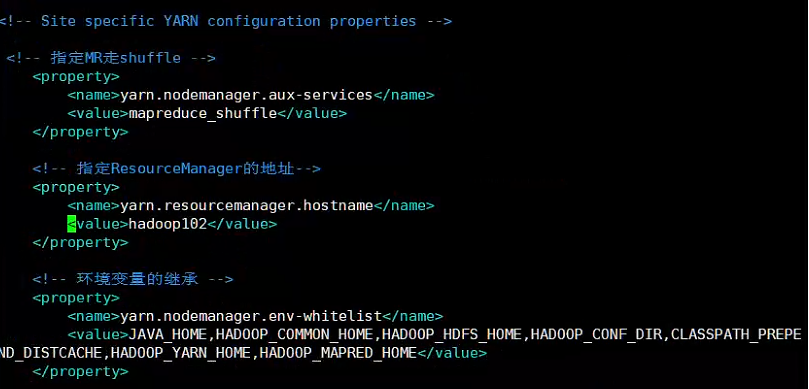 <!-- Site specific YARN configuration properties -->
<!-- 指定MR走shuffle -->
<property>
<name>yarn.nodemanager.aux-services</name>
<value>mapreduce_shuffle</value>
</property>
<!-- 指定ResourceManager的地址-->
<property>
<name>yarn.resourcemanager.hostname</name>
<value>hadoop102</value>
</property>
<!-- 环境变量的继承 -->
<property>
<name>yarn.nodemanager.env-whitelist</name>
<value>JAVA_HOME,HADOOP_COMMON_HOME,HADOOP_HDFS_HOME,HADOOP_CONF_DIR,CLASSPATH_PREPE
ND_DISTCACHE,HADOOP_YARN_HOME,HADOOP_MAPRED_HOME</value>
</property>